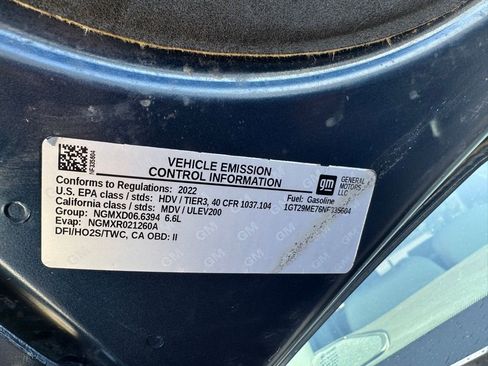 VEHICLE EMISSION
CONTROL INFORMATION
gm GENERAL MOTORS LLC
Conforms to Regulations: 2022
Fuel: Gasoline
U.S. EPA class / stds: HDV / TIER3, 40 CFR 1037.104
1GT29ME76NF335604
California class / stds: MDV / ULEV200
Group: NGMXD06.6394 6.6L
Evap: NGMXR021260A
DFI/HO2S/TWC, CA OBD: II
NF335604